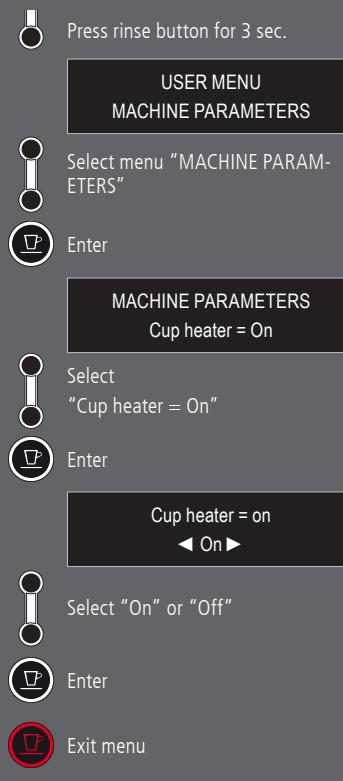 Press rinse button for 3 sec.
USER MENU
MACHINE PARAMETERS
Select menu “MACHINE PARAM-
ETERS”
Enter
MACHINE PARAMETERS
Cup heater = On
Select
“Cup heater = On”
Enter
Cup heater = on
◄ On ►
Select “On” or “Off”
Enter
Exit menu